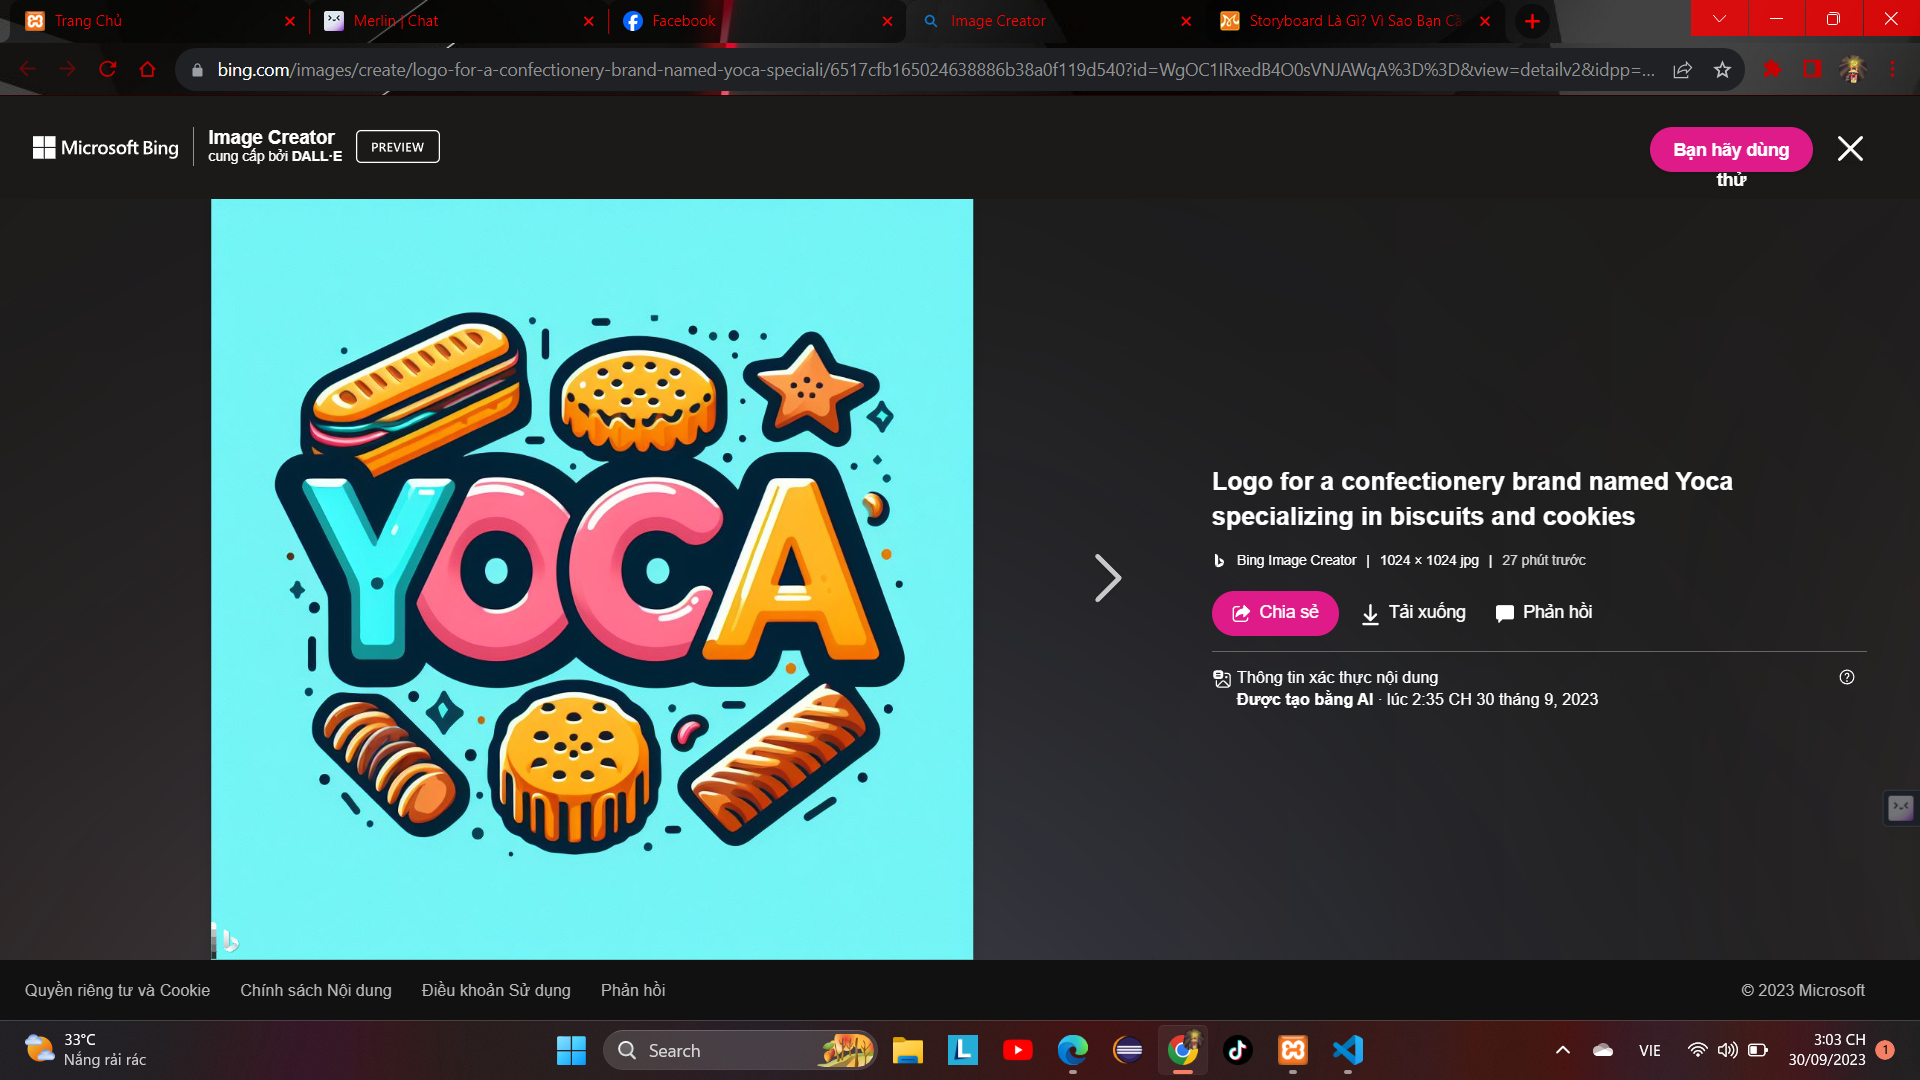 Trang Chủ
Merlin | Chat
Facebook
Image Creator
Storyboard Là Gì? Vì Sao Bạn Cầ
bing.com/images/create/logo-for-a-confectionery-brand-named-yoca-speciali/6517cfb165024638886b38a0f119d540?id=WgOC1IRxedB4O0sVNJAWqA%3D%3D&view=detailv2&idpp=...
Microsoft Bing
Image Creator
cung cấp bởi DALL·E
PREVIEW
Bạn hãy dùng
thử
YOCA
Logo for a confectionery brand named Yoca
specializing in biscuits and cookies
Bing Image Creator | 1024 × 1024 jpg | 27 phút trước
Chia sẻ
Tải xuống
Phản hồi
Thông tin xác thực nội dung
Được tạo bằng AI · lúc 2:35 CH 30 tháng 9, 2023
Quyền riêng tư và Cookie
Chính sách Nội dung
Điều khoản Sử dụng
Phản hồi
© 2023 Microsoft
33°C
Nắng rải rác
Search
L
VIE
3:03 CH
30/09/2023
1